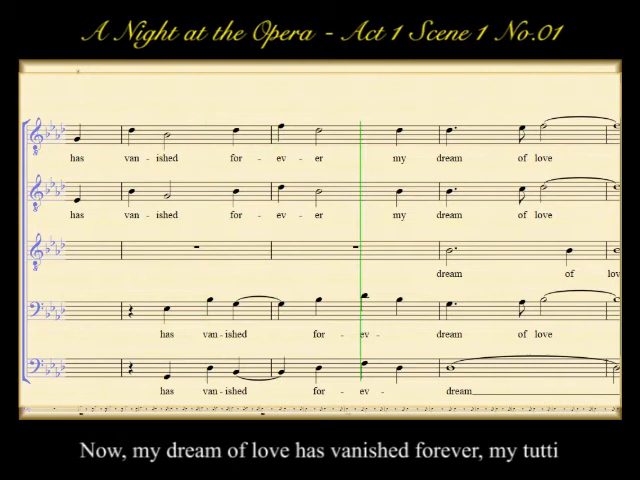 A Night at the Opera - Act 1 Scene 1 No.01
has van - ished for - ev - er my dream of love
has van - ished for - ev - er my dream of love
dream of lov
has van - ished for - ev - dream of love
has van - ished for - ev - dream
Now, my dream of love has vanished forever, my tutti